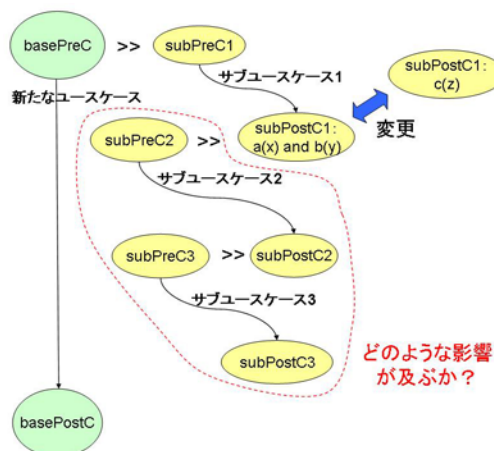 basePreC
>>
subPreC1
サブユースケース1
subPostC1:
c(z)
新たなユースケース
subPostC1:
a(x) and b(y)
変更
subPreC2
>>
サブユースケース2
subPreC3
>>
subPostC2
サブユースケース3
subPostC3
どのような影響
が及ぶか？
basePostC